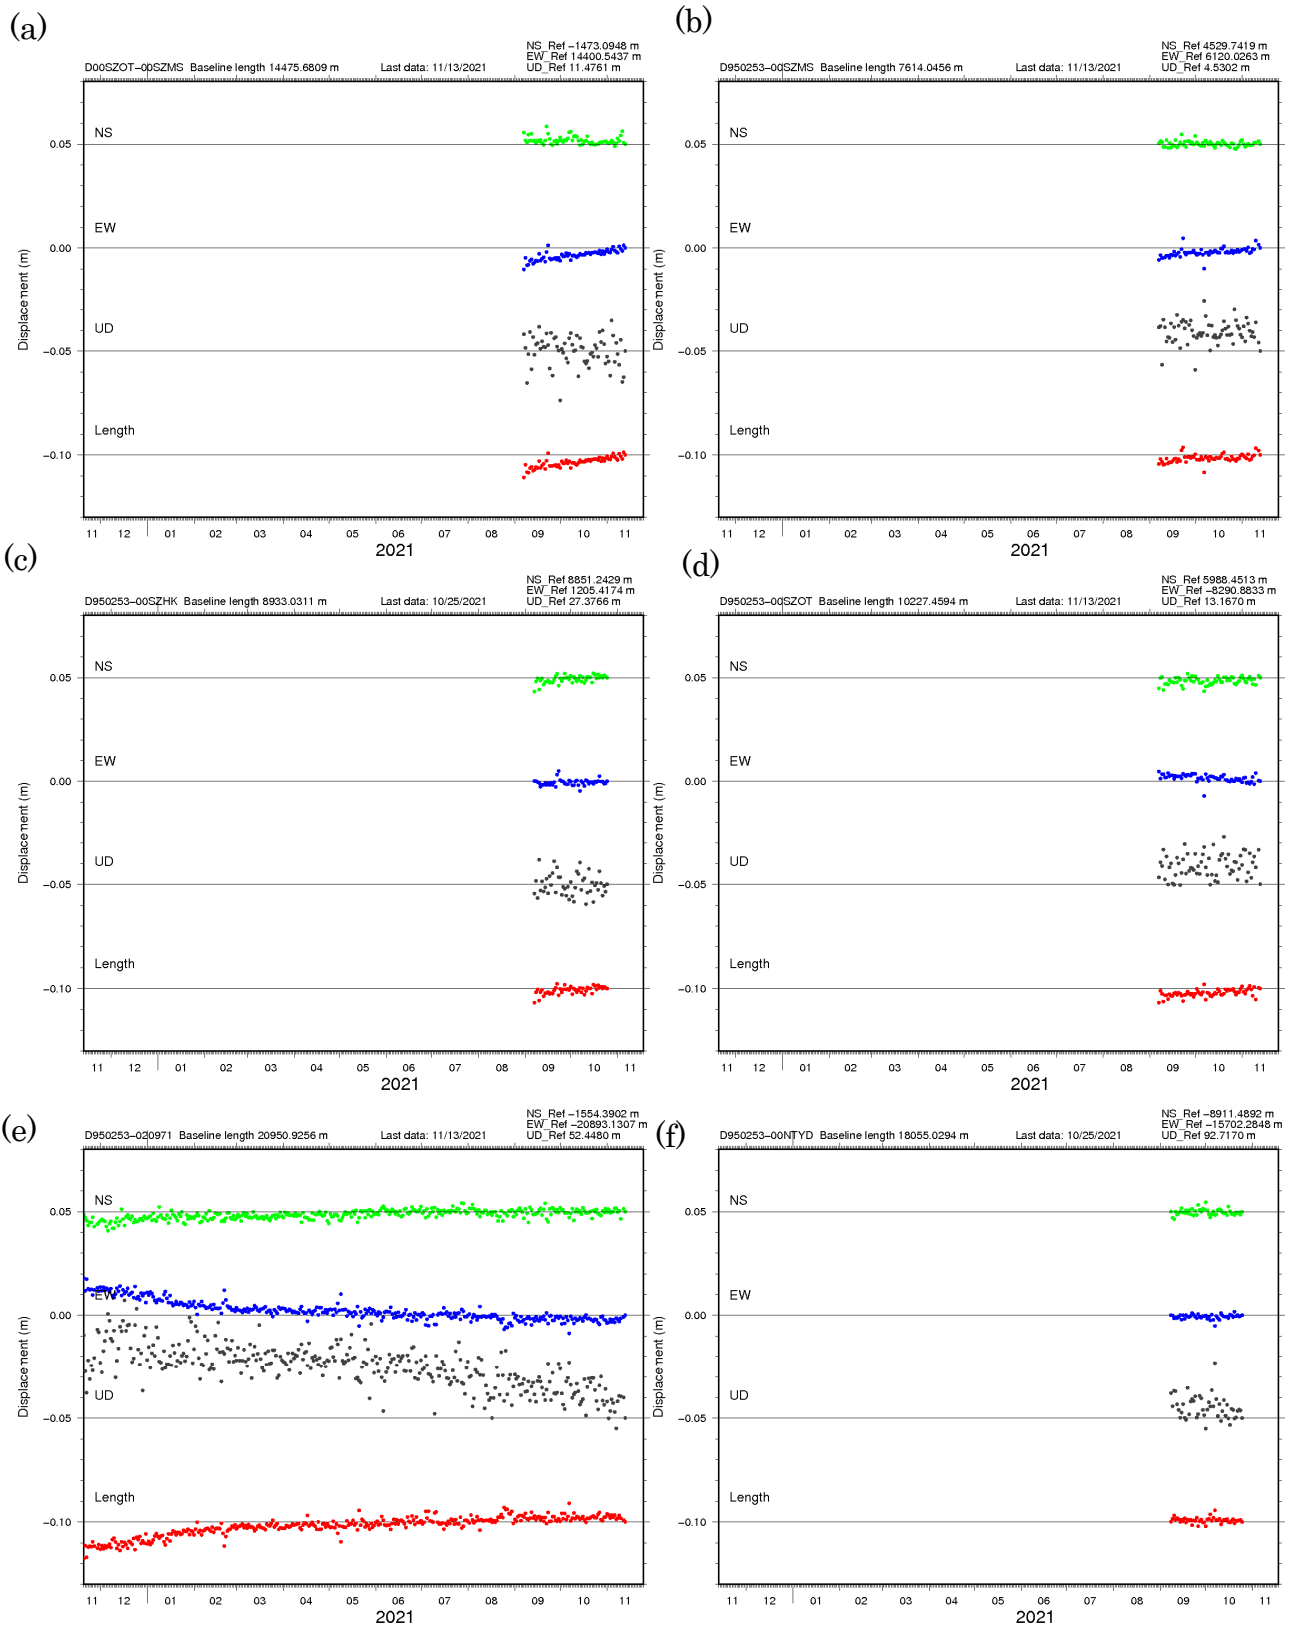 (a)
NS_Ref −1473.0948 m
EW_Ref 14400.5437 m
D00SZOT−00SZMS Baseline length 14475.6809 m Last data: 11/13/2021 UD_Ref 11.4761 m
NS
0.05
EW
0.00
UD
−0.05
Length
−0.10
Displacement (m)
11 12 01 02 03 04 05 06 07 08 09 10 11
2021
(b)
NS_Ref 4529.7419 m
EW_Ref 6120.0263 m
D950253−00SZMS Baseline length 7614.0456 m Last data: 11/13/2021 UD_Ref 4.5302 m
NS
0.05
EW
0.00
UD
−0.05
Length
−0.10
Displacement (m)
11 12 01 02 03 04 05 06 07 08 09 10 11
2021
(c)
NS_Ref 8851.2429 m
EW_Ref 1205.4174 m
D950253−00SZHK Baseline length 8933.0311 m Last data: 10/25/2021 UD_Ref 27.3766 m
NS
0.05
EW
0.00
UD
−0.05
Length
−0.10
Displacement (m)
11 12 01 02 03 04 05 06 07 08 09 10 11
2021
(d)
NS_Ref 5988.4513 m
EW_Ref −8290.8833 m
D950253−00SZOT Baseline length 10227.4594 m Last data: 11/13/2021 UD_Ref 13.1670 m
NS
0.05
EW
0.00
UD
−0.05
Length
−0.10
Displacement (m)
11 12 01 02 03 04 05 06 07 08 09 10 11
2021
(e)
NS_Ref −1554.3902 m
EW_Ref −20893.1307 m
D950253−020971 Baseline length 20950.9256 m Last data: 11/13/2021 UD_Ref 52.4480 m
NS
0.05
EW
0.00
UD
−0.05
Length
−0.10
Displacement (m)
11 12 01 02 03 04 05 06 07 08 09 10 11
2021
(f)
NS_Ref −8911.4892 m
EW_Ref −15702.2848 m
D950253−00NTYD Baseline length 18055.0294 m Last data: 10/25/2021 UD_Ref 92.7170 m
NS
0.05
EW
0.00
UD
−0.05
Length
−0.10
Displacement (m)
11 12 01 02 03 04 05 06 07 08 09 10 11
2021